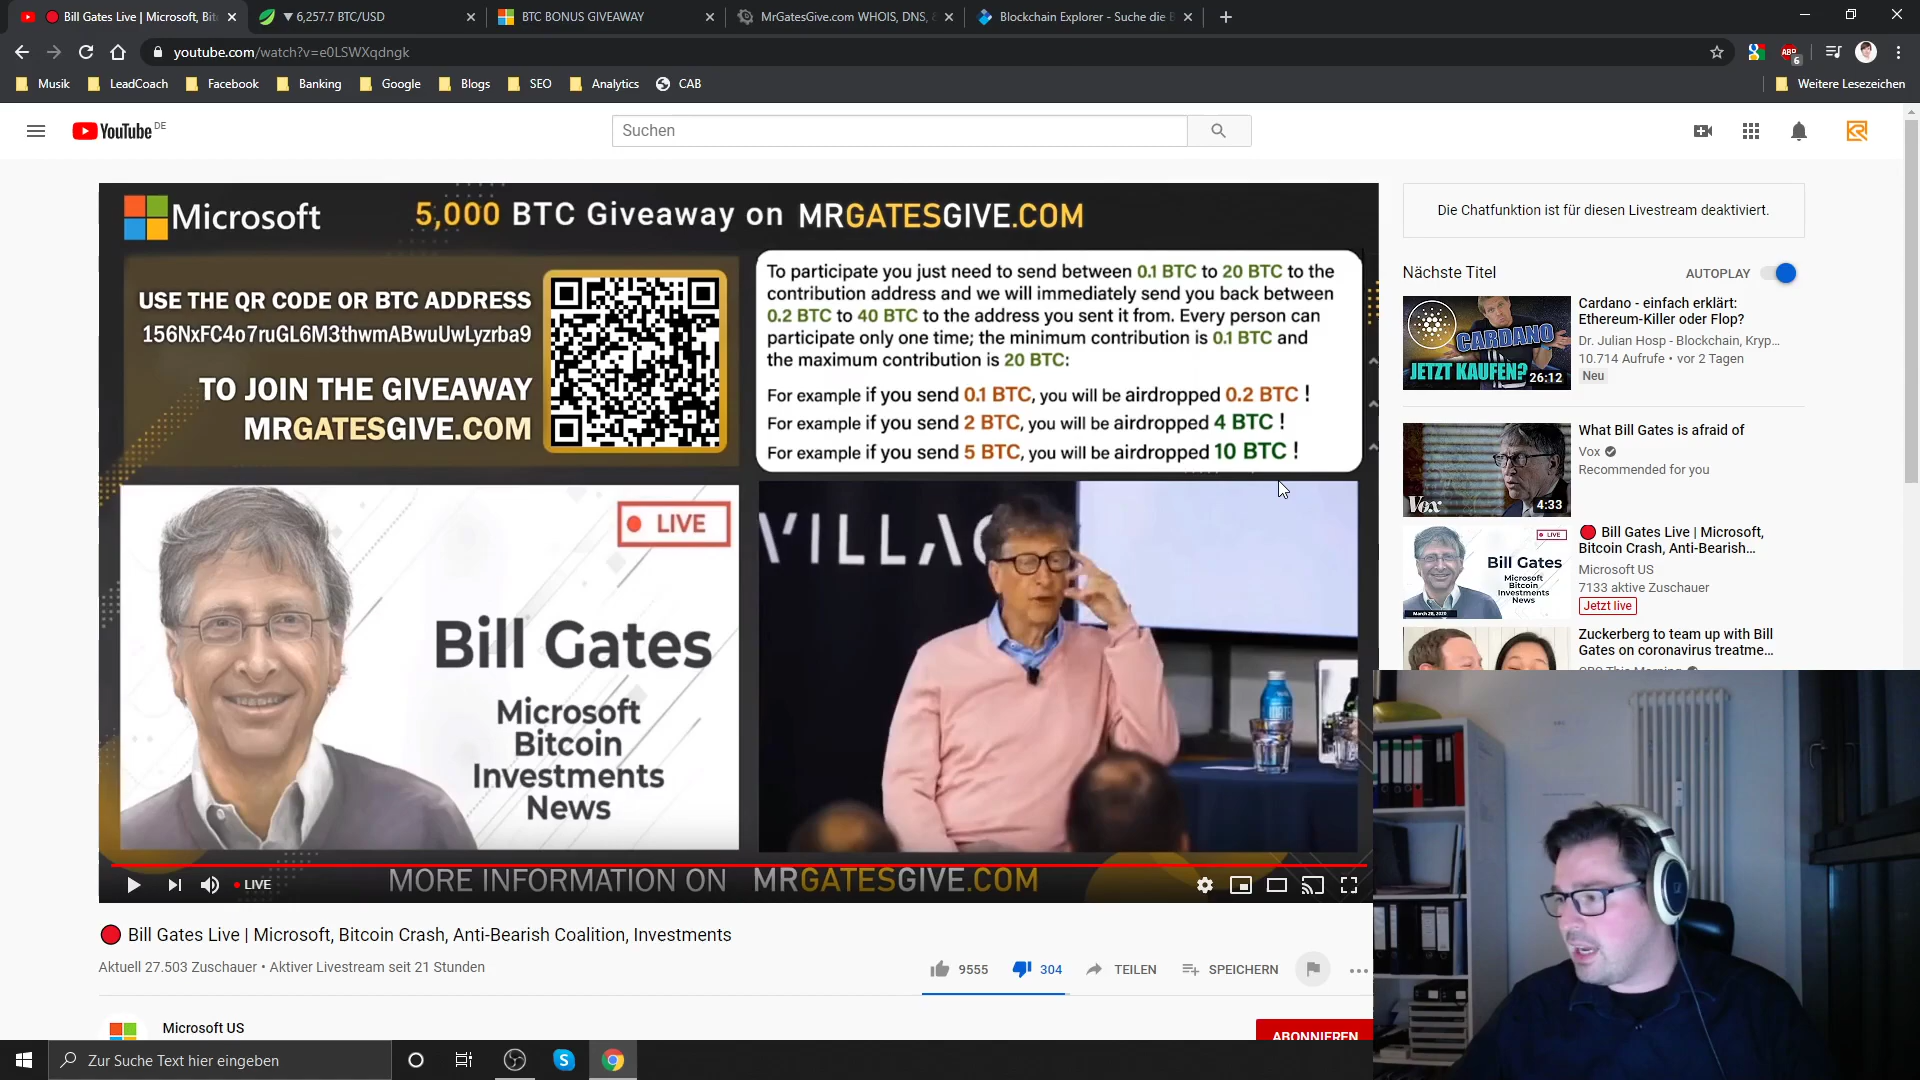 Bill Gates Live | Microsoft, Bit
6,257.7 BTC/USD
BTC BONUS GIVEAWAY
MrGatesGive.com WHOIS, DNS,
Blockchain Explorer - Suche die B
youtube.com/watch?v=e0LSWXqdngk
ABP
6
Musik
LeadCoach
Facebook
Banking
Google
Blogs
SEO
Analytics
CAB
Weitere Lesezeichen
YouTube DE
Suchen
Microsoft
5,000 BTC Giveaway on MRGATESGIVE.COM
USE THE QR CODE OR BTC ADDRESS
156NxFC4o7ruGL6M3thwmABwuUwLyzrba9
TO JOIN THE GIVEAWAY
MRGATESGIVE.COM
To participate you just need to send between 0.1 BTC to 20 BTC to the
contribution address and we will immediately send you back between
0.2 BTC to 40 BTC to the address you sent it from. Every person can
participate only one time; the minimum contribution is 0.1 BTC and
the maximum contribution is 20 BTC:
For example if you send 0.1 BTC, you will be airdropped 0.2 BTC !
For example if you send 2 BTC, you will be airdropped 4 BTC !
For example if you send 5 BTC, you will be airdropped 10 BTC !
LIVE
Bill Gates
Microsoft
Bitcoin
Investments
News
VILLAG
LIVE
MORE INFORMATION ON MRGATESGIVE.COM
Bill Gates Live | Microsoft, Bitcoin Crash, Anti-Bearish Coalition, Investments
Aktuell 27.503 Zuschauer • Aktiver Livestream seit 21 Stunden
9555
304
TEILEN
SPEICHERN
Microsoft US
ABONNIEREN
Die Chatfunktion ist für diesen Livestream deaktiviert.
Nächste Titel
AUTOPLAY
CARDANO
JETZT KAUFEN?
26:12
Cardano - einfach erklärt:
Ethereum-Killer oder Flop?
Dr. Julian Hosp - Blockchain, Kryp...
10.714 Aufrufe • vor 2 Tagen
Neu
Vox
4:33
What Bill Gates is afraid of
Vox
Recommended for you
LIVE
Bill Gates
Microsoft
Bitcoin
Investments
News
March 28, 2020
Bill Gates Live | Microsoft,
Bitcoin Crash, Anti-Bearish...
Microsoft US
7133 aktive Zuschauer
Jetzt live
Zuckerberg to team up with Bill
Gates on coronavirus treatme...
Zur Suche Text hier eingeben